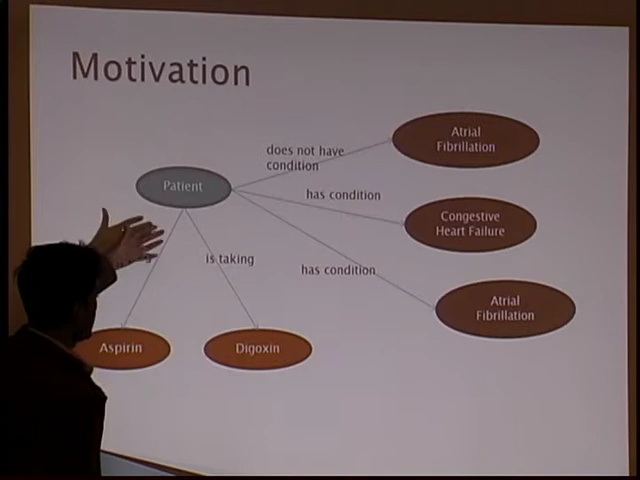 Motivation
Atrial
Fibrillation
does not have
condition
Patient
has condition
Congestive
Heart Failure
is taking
has condition
Atrial
Fibrillation
Aspirin
Digoxin